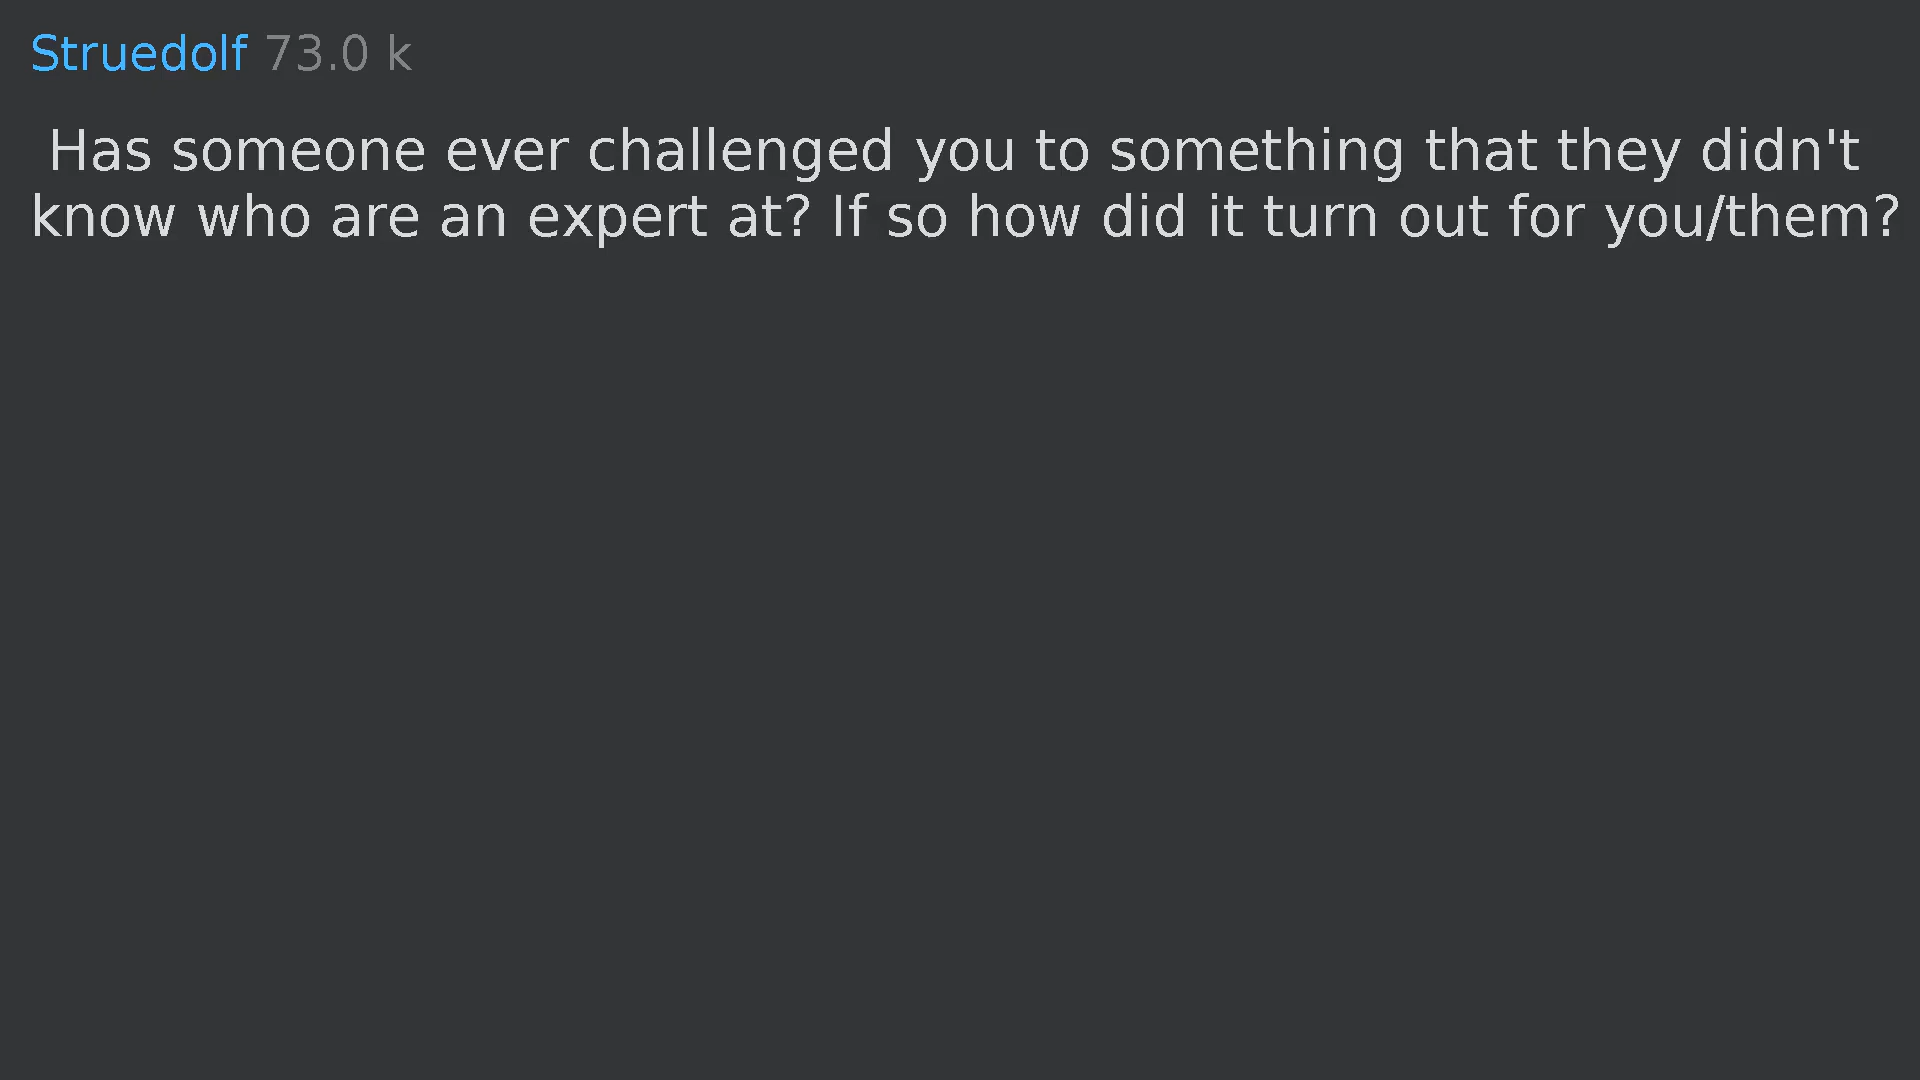 Struedolf 73.0 k
Has someone ever challenged you to something that they didn't
know who are an expert at? If so how did it turn out for you/them?